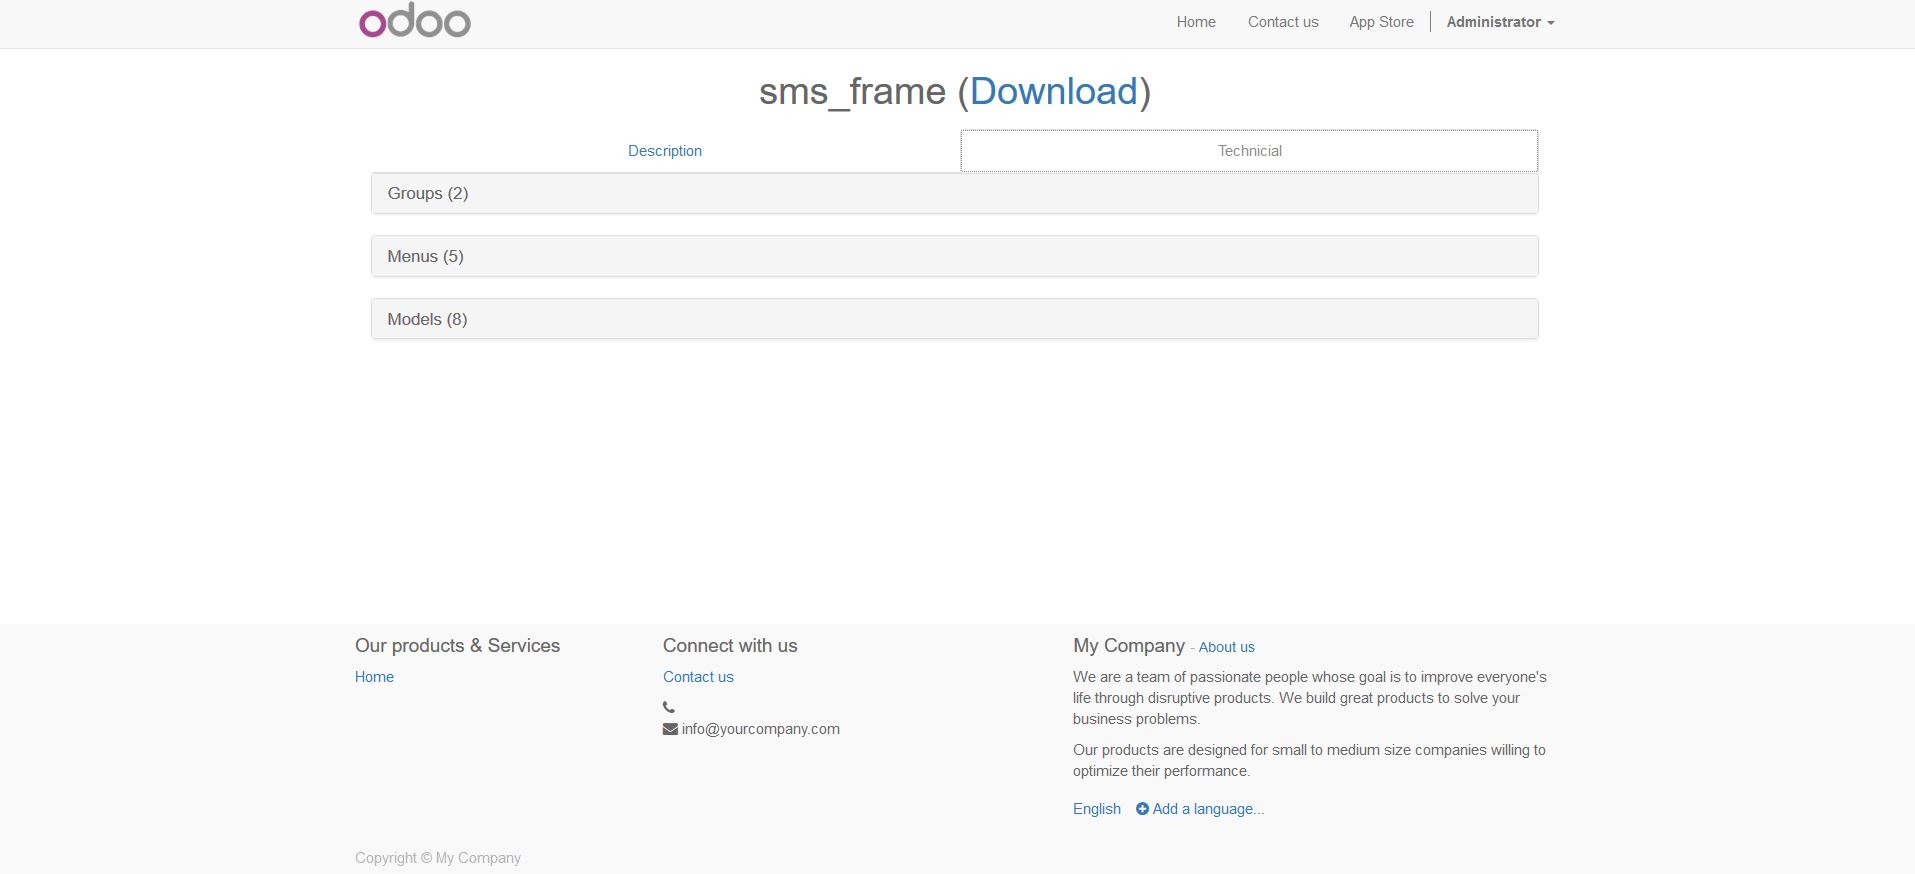 odoo
Home Contact us App Store Administrator
sms_frame (Download)
Description Technicial
Groups (2)
Menus (5)
Models (8)
Our products & Services
Home
Connect with us
Contact us
info@yourcompany.com
My Company - About us
We are a team of passionate people whose goal is to improve everyone's
life through disruptive products. We build great products to solve your
business problems.
Our products are designed for small to medium size companies willing to
optimize their performance.
English Add a language...
Copyright © My Company